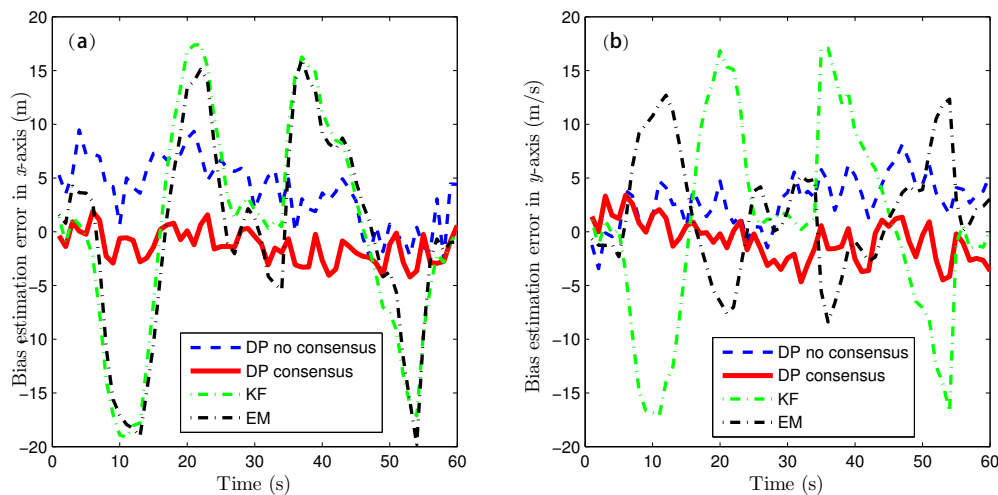 (a)
Bias estimation error in x-axis (m)
20
15
10
5
0
−5
−10
−15
−20
DP no consensus
DP consensus
KF
EM
0
10
20
30
40
50
60
Time (s)
(b)
Bias estimation error in y-axis (m/s)
20
15
10
5
0
−5
−10
−15
−20
DP no consensus
DP consensus
KF
EM
0
10
20
30
40
50
60
Time (s)